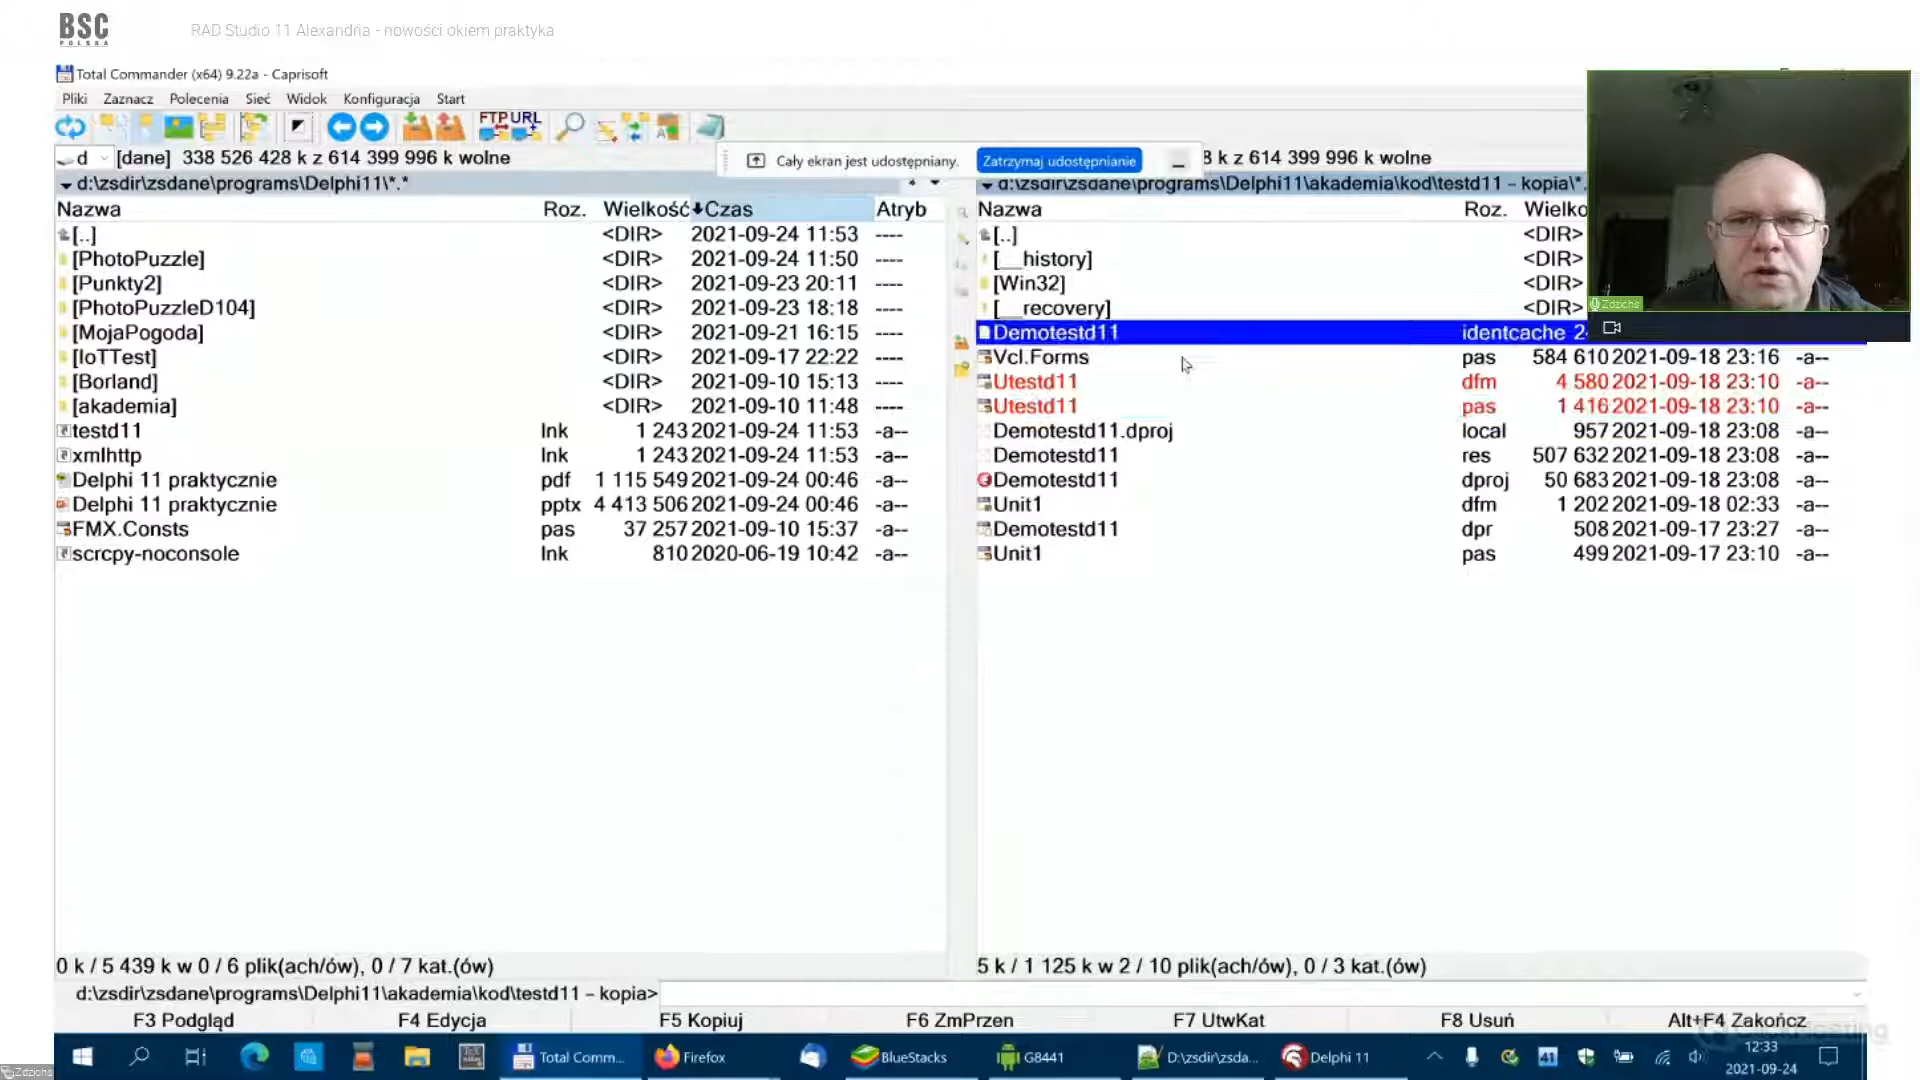 BSC
POLSKA
RAD Studio 11 Alexandria - nowości okiem praktyka
Total Commander (x64) 9.22a - Caprisoft
Pliki Zaznacz Polecenia Sieć Widok Konfiguracja Start
FTP URL
d [dane] 338 526 428 k z 614 399 996 k wolne
Cały ekran jest udostępniany. Zatrzymaj udostępnianie
8 k z 614 399 996 k wolne
d:\zsdir\zsdane\programs\Delphi11\*.*
Nazwa Roz. Wielkość Czas Atryb
[..] <DIR> 2021-09-24 11:53 ----
[PhotoPuzzle] <DIR> 2021-09-24 11:50 ----
[Punkty2] <DIR> 2021-09-23 20:11 ----
[PhotoPuzzleD104] <DIR> 2021-09-23 18:18 ----
[MojaPogoda] <DIR> 2021-09-21 16:15 ----
[IoTTest] <DIR> 2021-09-17 22:22 ----
[Borland] <DIR> 2021-09-10 15:13 ----
[akademia] <DIR> 2021-09-10 11:48 ----
testd11 lnk 1 243 2021-09-24 11:53 -a--
xmlhttp lnk 1 243 2021-09-24 11:53 -a--
Delphi 11 praktycznie pdf 1 115 549 2021-09-24 00:46 -a--
Delphi 11 praktycznie pptx 4 413 506 2021-09-24 00:46 -a--
FMX.Consts pas 37 257 2021-09-10 15:37 -a--
scrcpy-noconsole lnk 810 2020-06-19 10:42 -a--
0 k / 5 439 k w 0 / 6 plik(ach/ów), 0 / 7 kat.(ów)
d:\zsdir\zsdane\programs\Delphi11\akademia\kod\testd11 – kopia\*.
Nazwa Roz. Wielko
[..] <DIR>
[__history] <DIR>
[Win32] <DIR>
[__recovery] <DIR>
Demotestd11 identcache 2
Vcl.Forms pas 584 610 2021-09-18 23:16 -a--
Utestd11 dfm 4 580 2021-09-18 23:10 -a--
Utestd11 pas 1 416 2021-09-18 23:10 -a--
Demotestd11.dproj local 957 2021-09-18 23:08 -a--
Demotestd11 res 507 632 2021-09-18 23:08 -a--
Demotestd11 dproj 50 683 2021-09-18 23:08 -a--
Unit1 dfm 1 202 2021-09-18 02:33 -a--
Demotestd11 dpr 508 2021-09-17 23:27 -a--
Unit1 pas 499 2021-09-17 23:10 -a--
5 k / 1 125 k w 2 / 10 plik(ach/ów), 0 / 3 kat.(ów)
Zdzichs
d:\zsdir\zsdane\programs\Delphi11\akademia\kod\testd11 – kopia>
F3 Podgląd F4 Edycja F5 Kopiuj F6 ZmPrzen F7 UtwKat F8 Usuń Alt+F4 Zakończ
Total Comm... Firefox BlueStacks G8441 D:\zsdir\zsda... Delphi 11 41
12:33
2021-09-24
Zdzichs